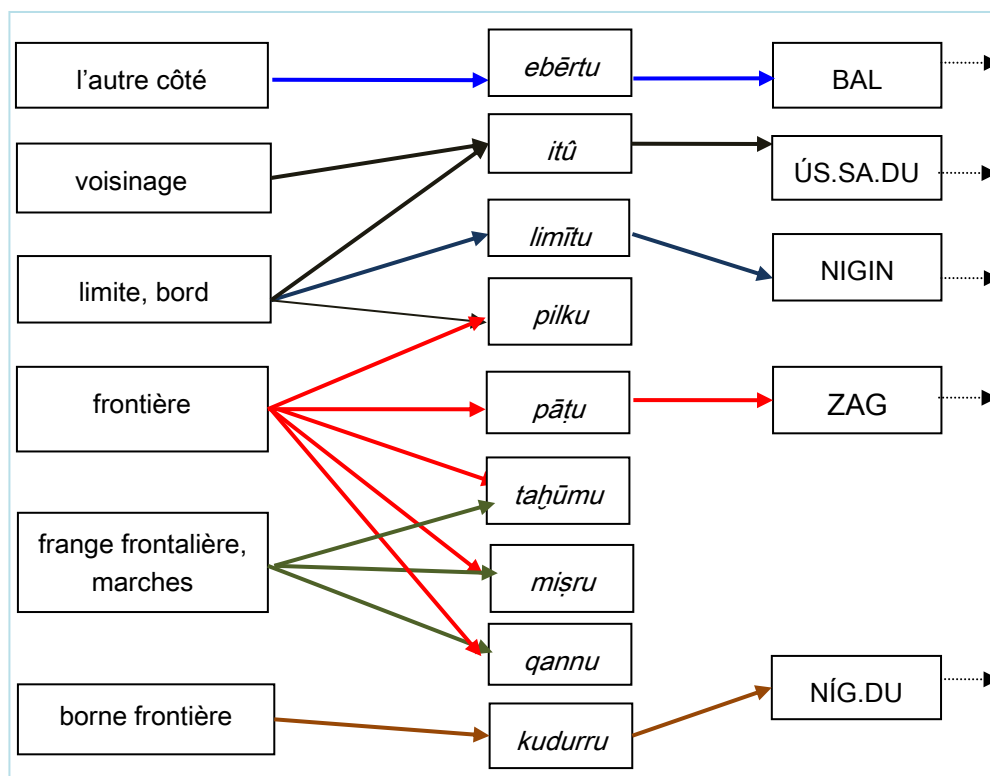 l'autre côté
ebērtu
BAL
voisinage
itû
ÚS.SA.DU
limite, bord
limītu
NIGIN
pilku
frontière
pāṭu
ZAG
taḫūmu
frange frontalière,
marches
miṣru
qannu
borne frontière
kudurru
NÍG.DU